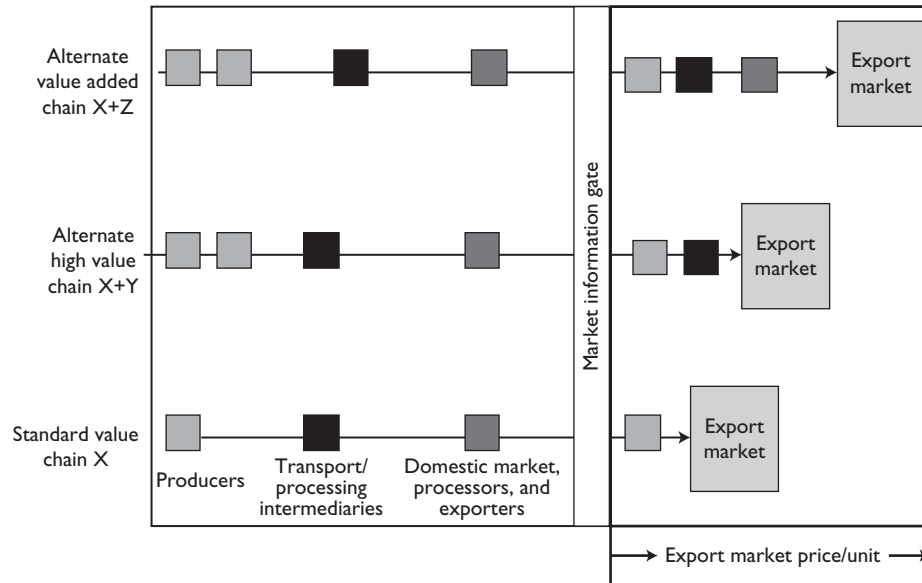 Alternate
value added
chain X+Z
Export
market
Market information gate
Alternate
high value
chain X+Y
Export
market
Standard value
chain X
Export
market
Producers
Transport/
processing
intermediaries
Domestic market,
processors, and
exporters
Export market price/unit